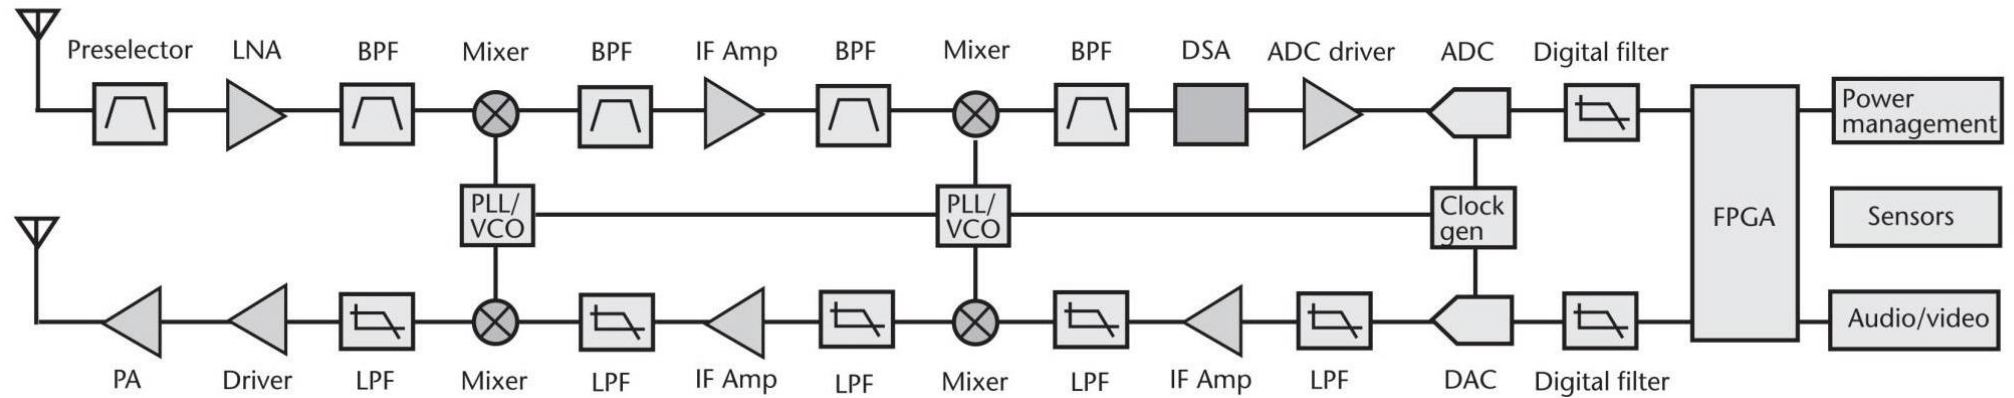 Preselector LNA BPF Mixer BPF IF Amp BPF Mixer BPF DSA ADC driver ADC Digital filter
Power
management
PLL/
VCO
PLL/
VCO
Clock
gen
FPGA
Sensors
Audio/video
PA Driver LPF Mixer LPF IF Amp LPF Mixer LPF IF Amp LPF DAC Digital filter